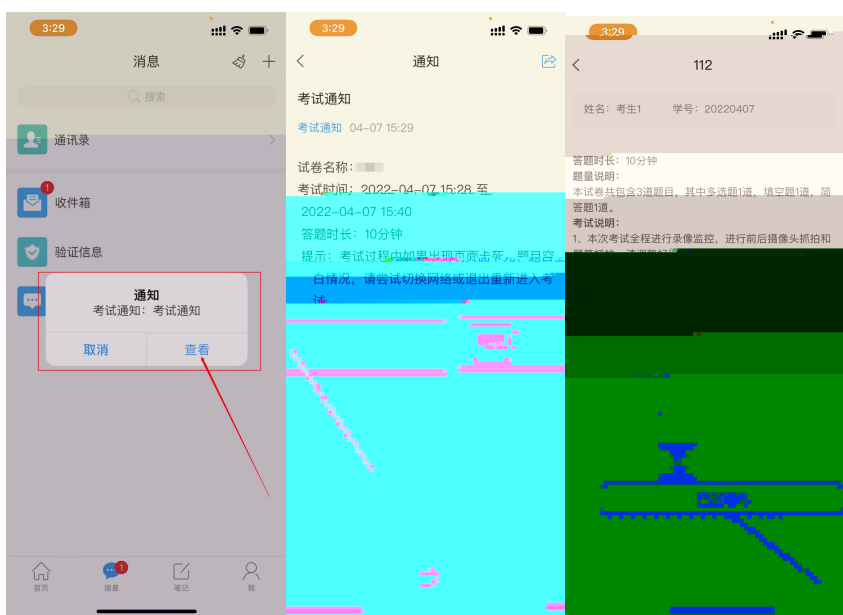 3:29
消息
搜索
通讯录
1
收件箱
验证信息
通知
考试通知：考试通知
取消
查看
首页
1
消息
笔记
我
3:29
通知
考试通知
考试通知 04-07 15:29
试卷名称：
考试时间：2022-04-07 15:28 至
2022-04-07 15:40
答题时长：10分钟
提示：考试过程中如果出现页面卡死、题目空
白情况，请尝试切换网络或退出重新进入考
试。
3:29
112
姓名：考生1 学号：20220407
答题时长：10分钟
题量说明：
本试卷共包含3道题目，其中多选题1道，填空题1道，简
答题1道。
考试说明：
1、本次考试全程进行录像监控，进行前后摄像头抓拍和